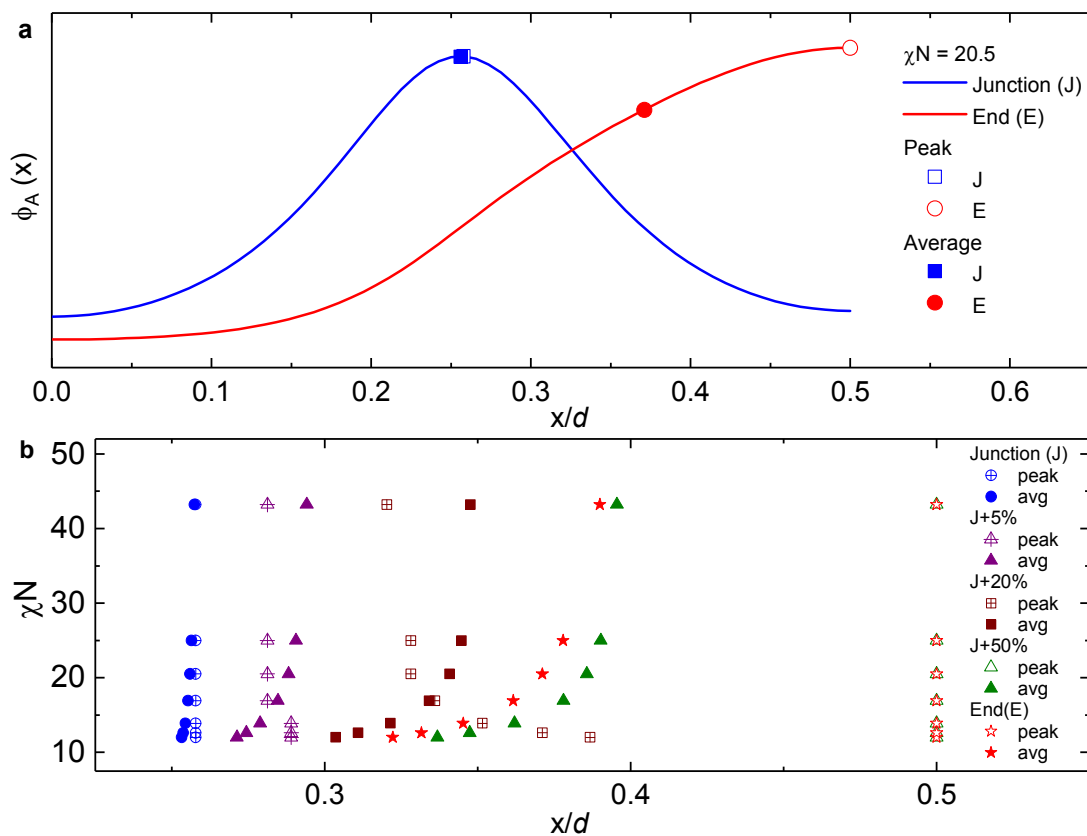 a
χN = 20.5
Junction (J)
End (E)
Peak
J
E
Average
J
E
ϕA (x)
0.0 0.1 0.2 0.3 0.4 0.5 0.6
x/d
b
Junction (J)
peak
avg
J+5%
peak
avg
J+20%
peak
avg
J+50%
peak
avg
End(E)
peak
avg
50
40
30
20
10
χN
0.3 0.4 0.5
x/d